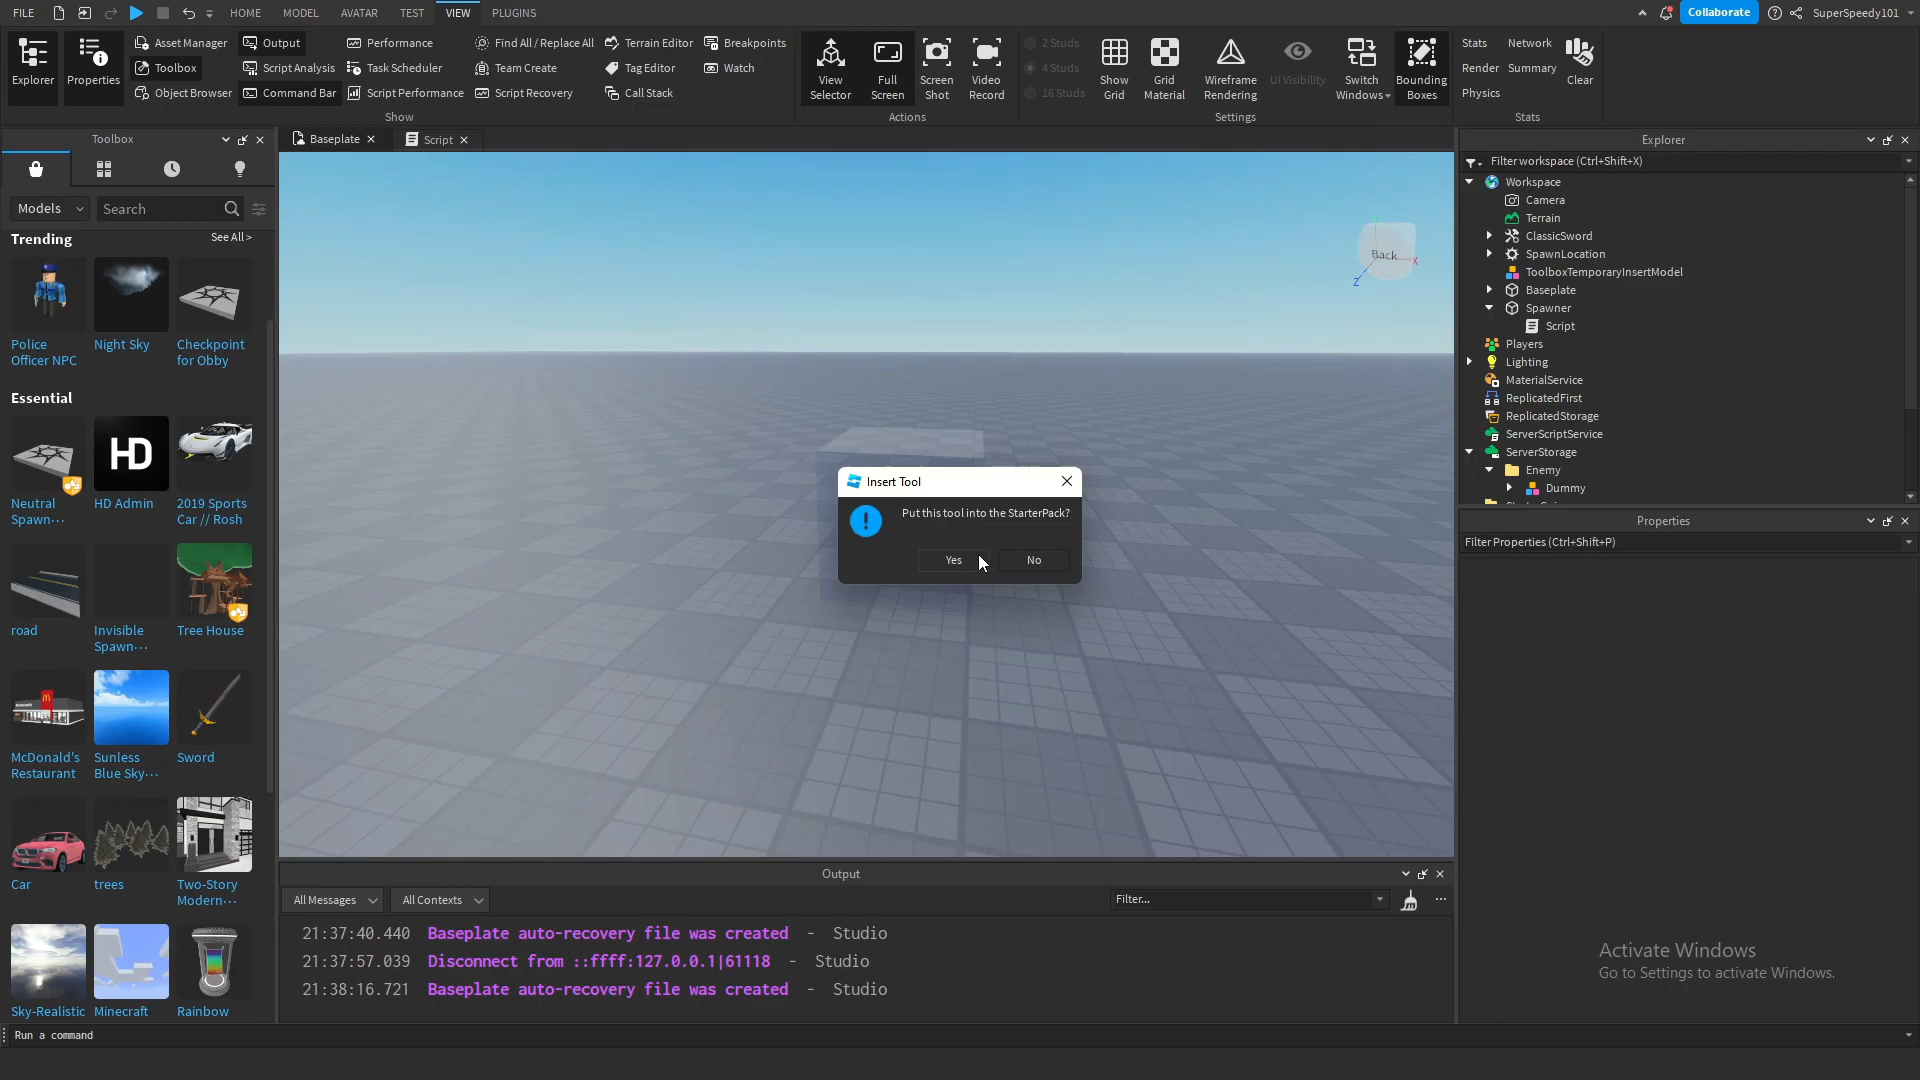 FILE HOME MODEL AVATAR TEST VIEW PLUGINS Collaborate SuperSpeedy101
Explorer Properties
Asset Manager Output Performance Find All / Replace All Terrain Editor Breakpoints
Toolbox Script Analysis Task Scheduler Team Create Tag Editor Watch
Object Browser Command Bar Script Performance Script Recovery Call Stack
Show
View Selector Full Screen Screen Shot Video Record
Actions
2 Studs
4 Studs
16 Studs
Show Grid Grid Material Wireframe Rendering UI Visibility Switch Windows Bounding Boxes
Settings
Stats Network
Render Summary
Physics
Clear
Stats
Toolbox
Models Search
Trending See All >
Police Officer NPC
Night Sky
Checkpoint for Obby
Essential
Neutral Spawn...
HD
HD Admin
2019 Sports Car // Rosh
road
Invisible Spawn...
Tree House
McDonald's Restaurant
Sunless Blue Sky...
Sword
Car
trees
Two-Story Modern...
Sky-Realistic
Minecraft
Rainbow
Baseplate Script
Back
X
Z
Insert Tool
Put this tool into the StarterPack?
Yes No
Output
All Messages All Contexts Filter...
21:37:40.440 Baseplate auto-recovery file was created - Studio
21:37:57.039 Disconnect from ::ffff:127.0.0.1|61118 - Studio
21:38:16.721 Baseplate auto-recovery file was created - Studio
Run a command
Explorer
Filter workspace (Ctrl+Shift+X)
Workspace
Camera
Terrain
ClassicSword
SpawnLocation
ToolboxTemporaryInsertModel
Baseplate
Spawner
Script
Players
Lighting
MaterialService
ReplicatedFirst
ReplicatedStorage
ServerScriptService
ServerStorage
Enemy
Dummy
Properties
Filter Properties (Ctrl+Shift+P)
Activate Windows
Go to Settings to activate Windows.